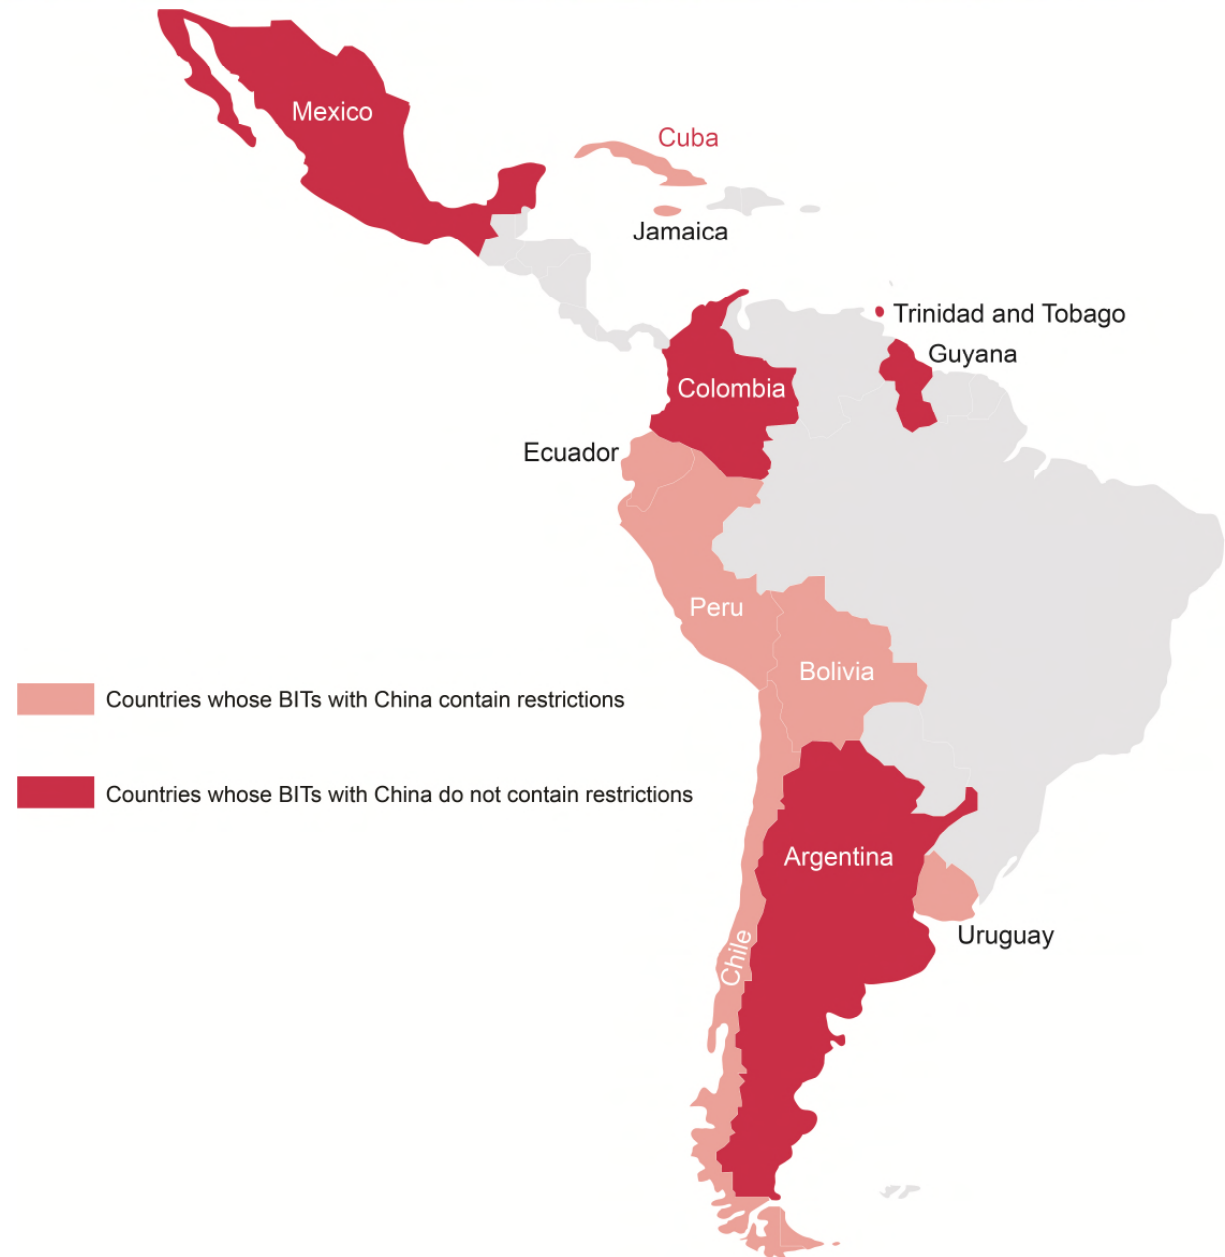 Mexico
Cuba
Jamaica
Trinidad and Tobago
Guyana
Colombia
Ecuador
Peru
Bolivia
Countries whose BITs with China contain restrictions
Countries whose BITs with China do not contain restrictions
Argentina
Uruguay
Chile